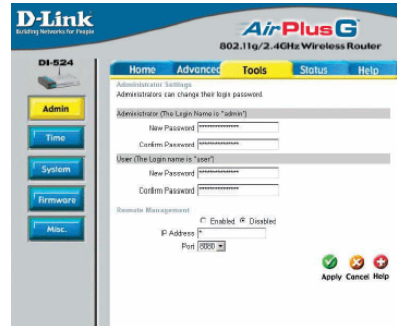 D-Link
Building Networks for People
AirPlus G
802.11g/2.4GHz Wireless Router
DI-524
Home Advanced Tools Status Help
Admin
Time
System
Firmware
Misc.
Administrator Settings
Administrators can change their login password.
Administrator (The Login Name is "admin")
New Password ***************
Confirm Password ***************
User (The Login name is "user")
New Password ***************
Confirm Password ***************
Remote Management
Enabled Disabled
IP Address *
Port 8080
Apply Cancel Help